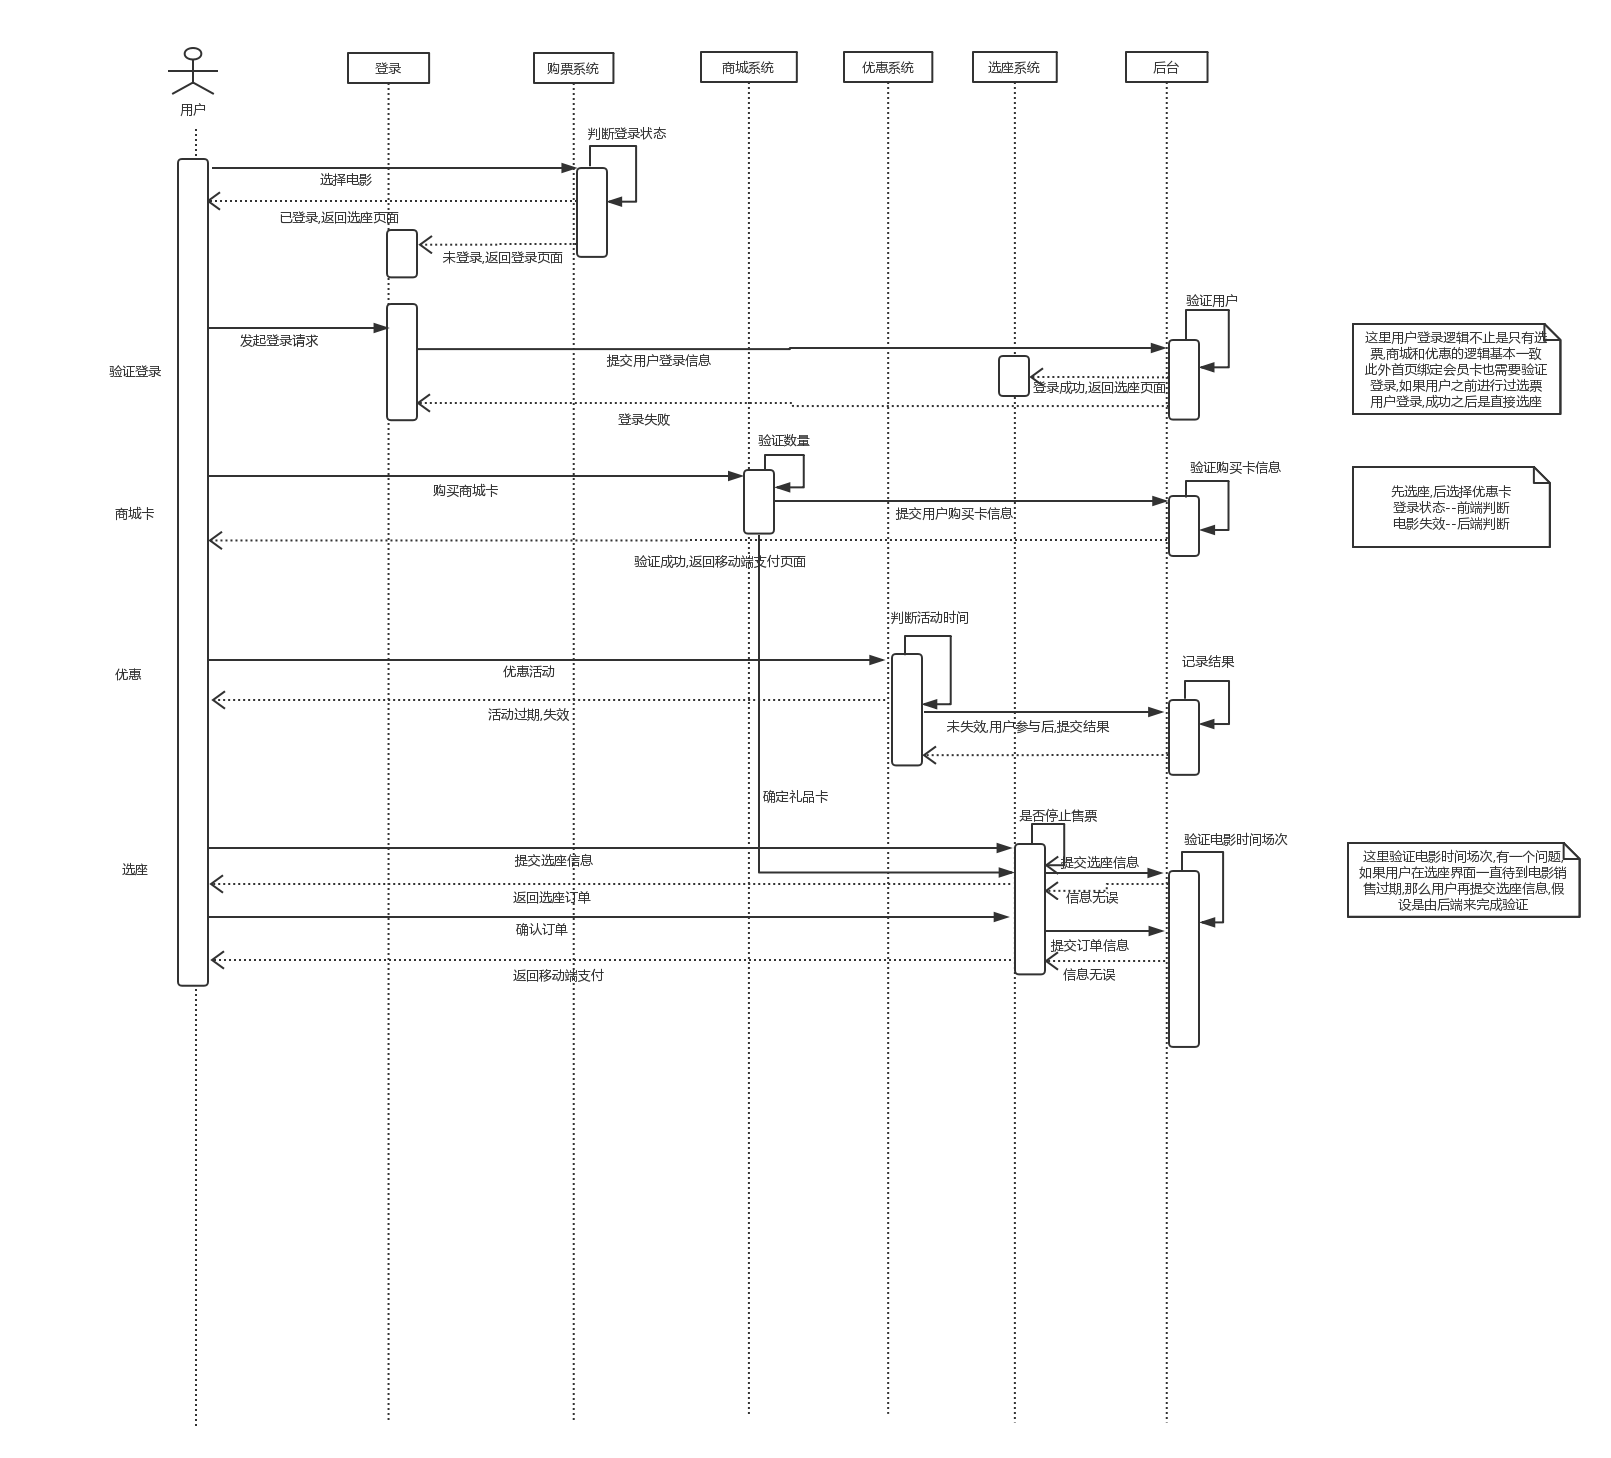 登录
购票系统
商城系统
优惠系统
选座系统
后台
用户
判断登录状态
选择电影
已登录,返回选座页面
未登录,返回登录页面
验证用户
发起登录请求
提交用户登录信息
验证登录
登录成功,返回选座页面
登录失败
这里用户登录逻辑不止是只有选
票,商城和优惠的逻辑基本一致
此外首页绑定会员卡也需要验证
登录,如果用户之前进行过选票
用户登录,成功之后是直接选座
验证数量
验证购买卡信息
购买商城卡
商城卡
提交用户购买卡信息
验证成功,返回移动端支付页面
先选座,后选择优惠卡
登录状态--前端判断
电影失效--后端判断
判断活动时间
记录结果
优惠
优惠活动
活动过期,失效
未失效,用户参与后,提交结果
确定礼品卡
是否停止售票
验证电影时间场次
选座
提交选座信息
提交选座信息
返回选座订单
信息无误
确认订单
提交订单信息
返回移动端支付
信息无误
这里验证电影时间场次,有一个问题,
如果用户在选座界面一直待到电影销
售过期,那么用户再提交选座信息,假
设是由后端来完成验证